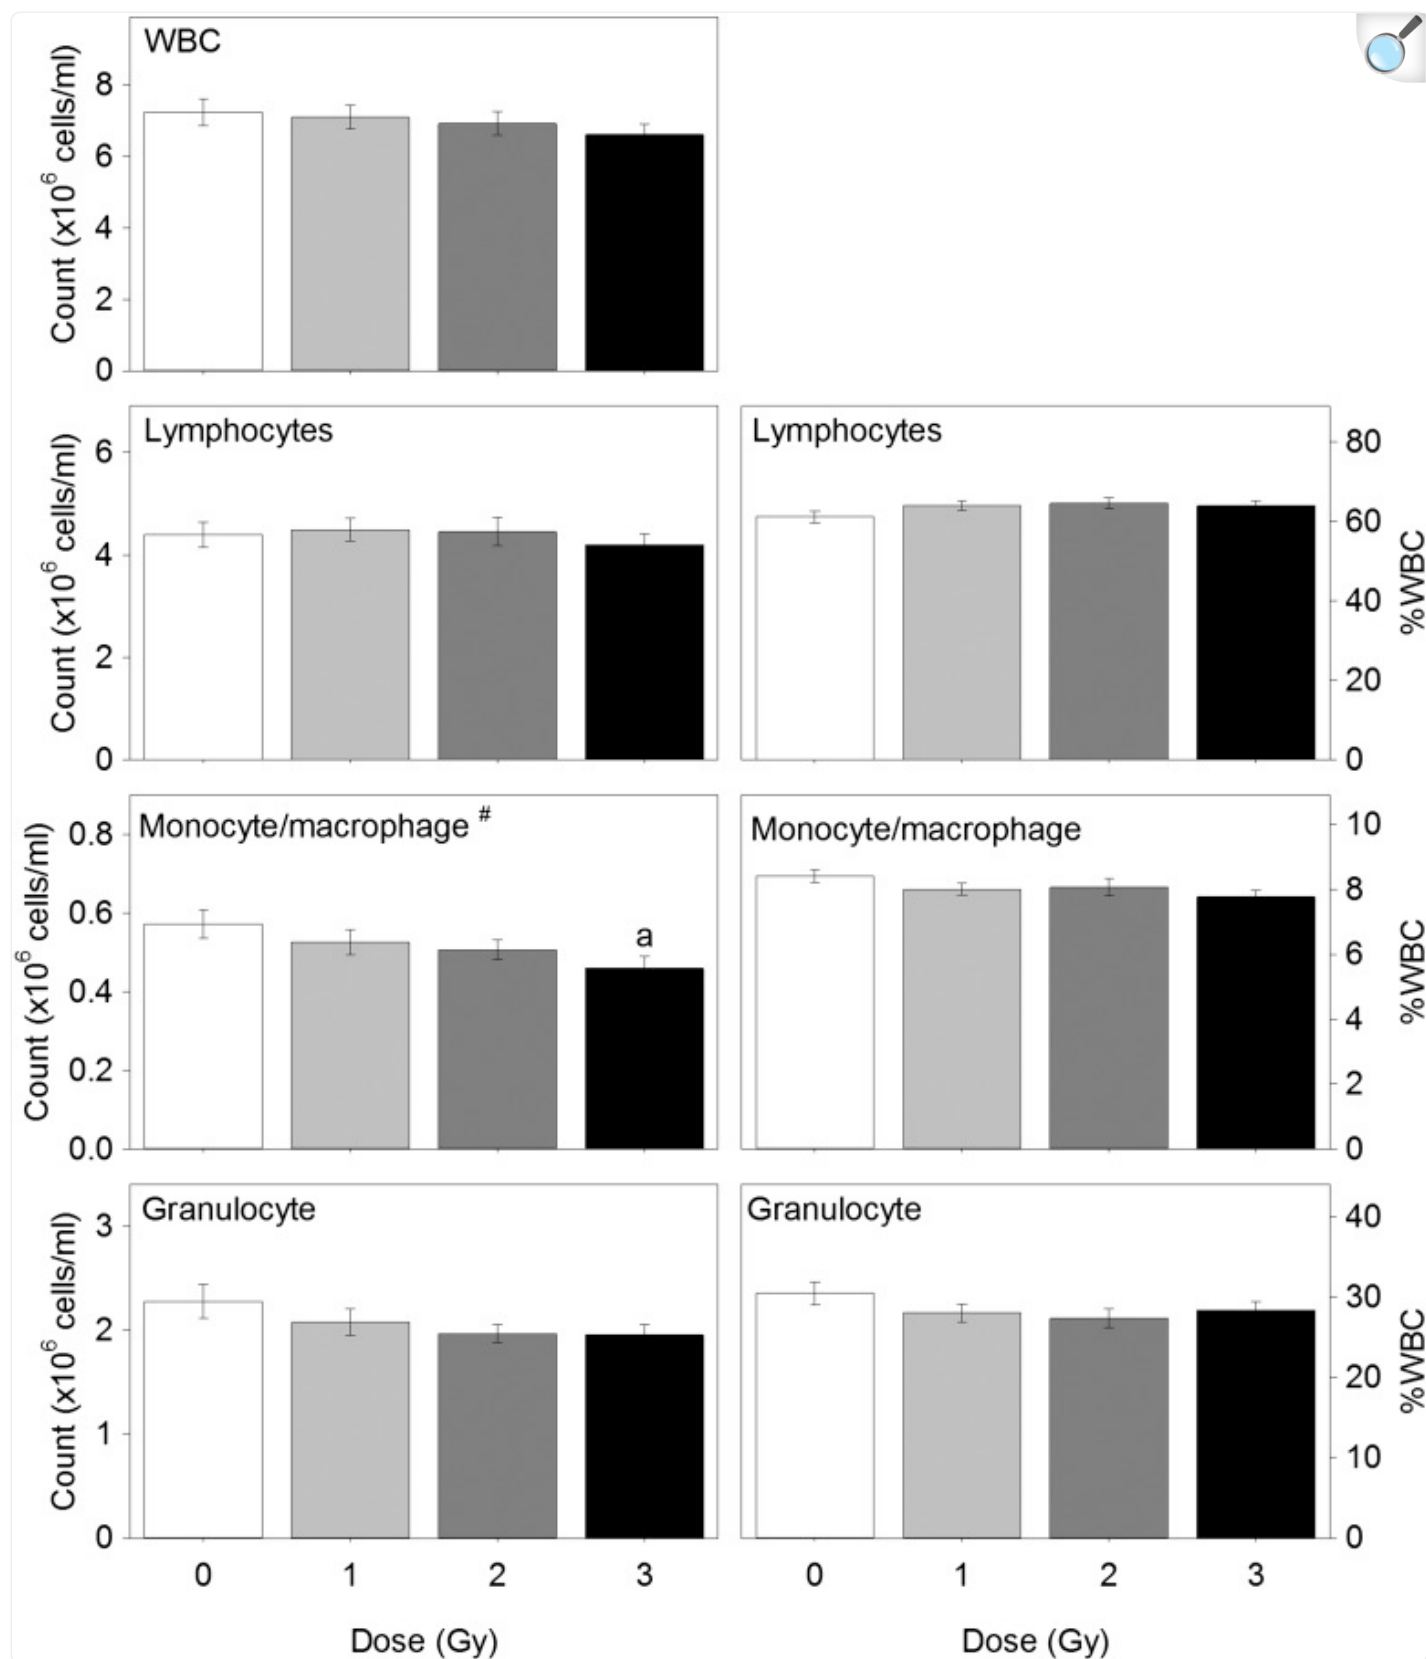 WBC
Count (x10⁶ cells/ml)
8
6
4
2
0
Lymphocytes
Count (x10⁶ cells/ml)
6
4
2
0
Lymphocytes
80
60
40
20
0
%WBC
Monocyte/macrophage #
Count (x10⁶ cells/ml)
0.8
0.6
0.4
0.2
0.0
a
Monocyte/macrophage
10
8
6
4
2
0
%WBC
Granulocyte
Count (x10⁶ cells/ml)
3
2
1
0
0 1 2 3
Dose (Gy)
Granulocyte
40
30
20
10
0
%WBC
0 1 2 3
Dose (Gy)